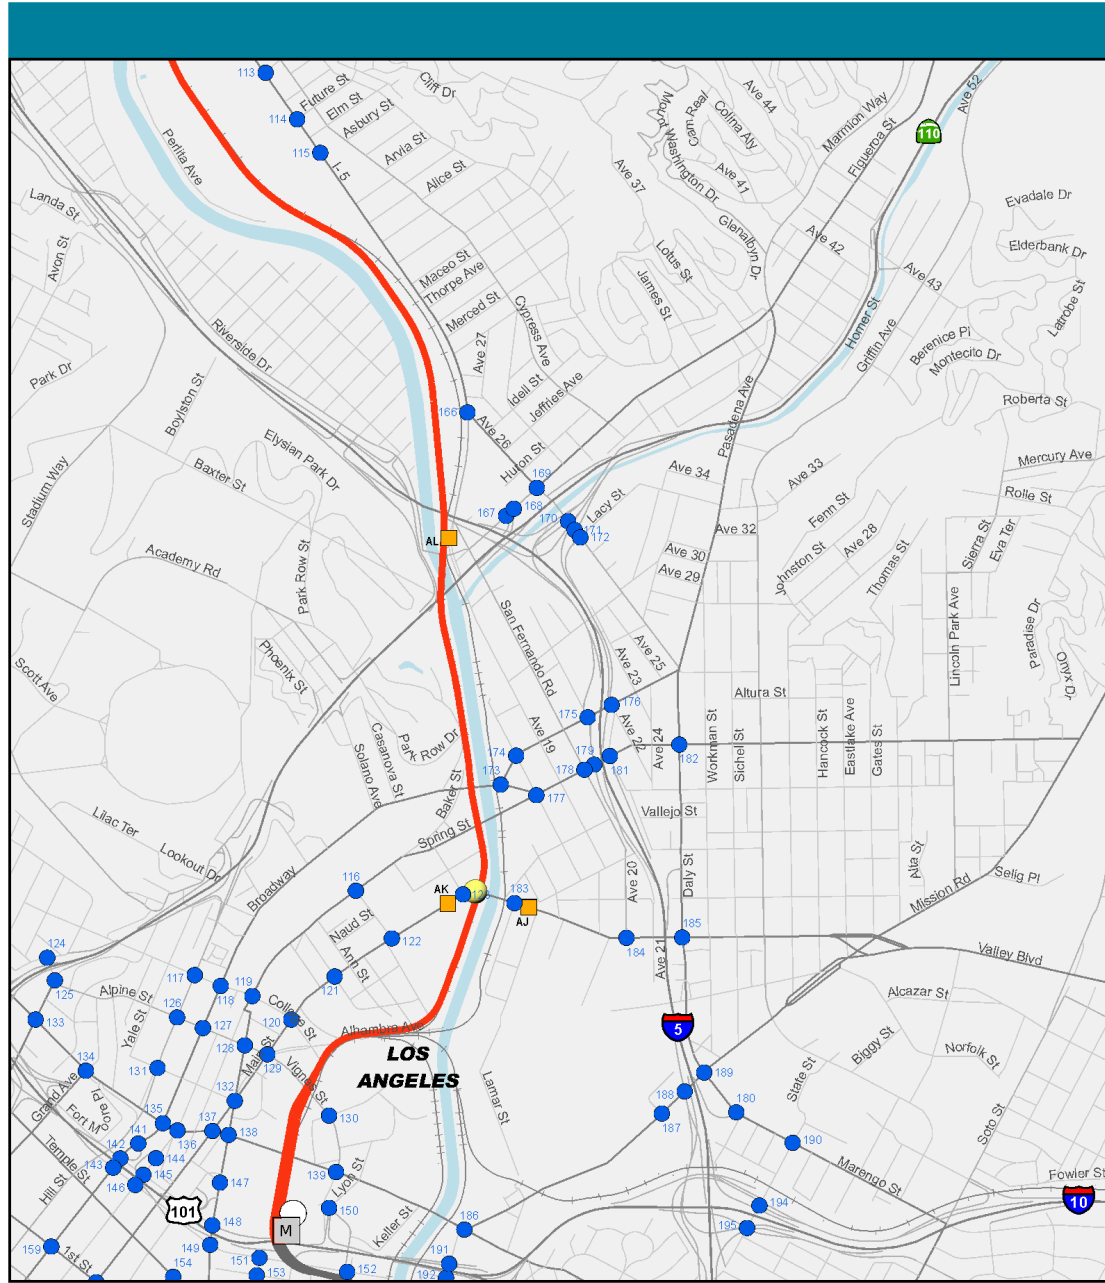 113
Future St
Cliff Dr
Ave 44
Ave 52
114
Elm St
Asbury St
Mount Washington Dr
Cam Real
Colina Aly
Marmion Way
Figueroa St
110
Perlita Ave
115
I-5
Arvia St
Alice St
Ave 37
Ave 41
Landa St
Evadale Dr
Glenalbyn Dr
Ave 42
Avon St
Lotus St
Elderbank Dr
Maceo St
Thorpe Ave
James St
Ave 43
Latrobe St
Merced St
Cypress Ave
Homer St
Riverside Dr
Griffin Ave
Berenice Pl
Montecito Dr
Park Dr
Ave 27
Idell St
Jeffries Ave
Boylston St
Pasadena Ave
Roberta St
166
Ave 26
Elysian Park Dr
Huron St
Baxter St
Stadium Way
169
Ave 34
Ave 33
Mercury Ave
Rolle St
167
168
Lacy St
170
171
172
Fenn St
Ave 32
AL
Ave 28
Sierra St
Eva Ter
Academy Rd
Park Row St
Ave 30
Ave 29
Johnston St
Thomas St
Lincoln Park Ave
Paradise Dr
San Fernando Rd
Ave 25
Ave 23
Phoenix St
Scott Ave
Onyx Dr
Altura St
176
175
Ave 19
Ave 22
Ave 24
Workman St
Sichel St
Hancock St
Eastlake Ave
Gates St
Park Row Dr
Casanova St
Solano Ave
174
179
182
173
178
181
Baker St
177
Lilac Ter
Spring St
Vallejo St
Lookout Dr
Alta St
Broadway
116
AK
183
Ave 20
Daly St
Mission Rd
Selig Pl
AJ
Naud St
122
184
185
Ave 21
Valley Blvd
124
Ann St
117
121
125
118
119
Alpine St
College St
Alcazar St
133
126
127
120
Alhambra Ave
5
Yale St
128
Main St
129
LOS
ANGELES
Biggy St
Norfolk St
134
131
Vignes St
State St
189
Grand Ave
132
Lamar St
188
180
Soto St
Fort M
130
187
135
137
141
136
138
190
Temple St
142
143
144
139
Marengo St
145
Lyon St
Fowler St
146
147
Hill St
101
150
194
10
148
Keller St
186
195
159
149
1st St
M
151
191
154
153
152
192